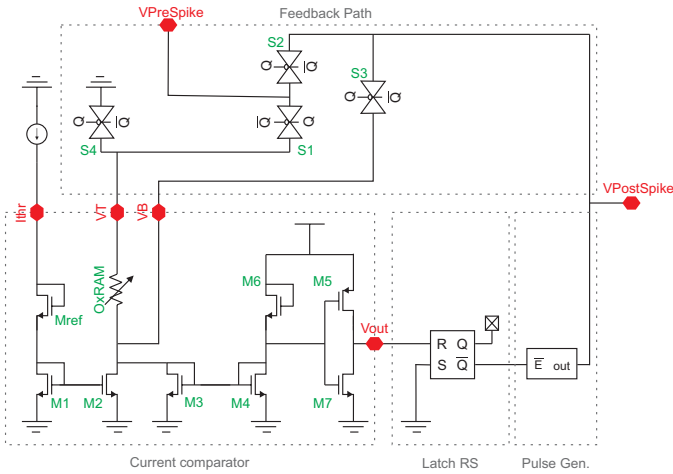 VPreSpike
Feedback Path
S2
S3
Q Q
Q Q
Q Q
Q Q
S4
S1
VPostSpike
Ithr
VT
VB
M6
M5
OxRAM
Mref
Vout
R Q
S Q
E out
M1
M2
M3
M4
M7
Current comparator
Latch RS
Pulse Gen.